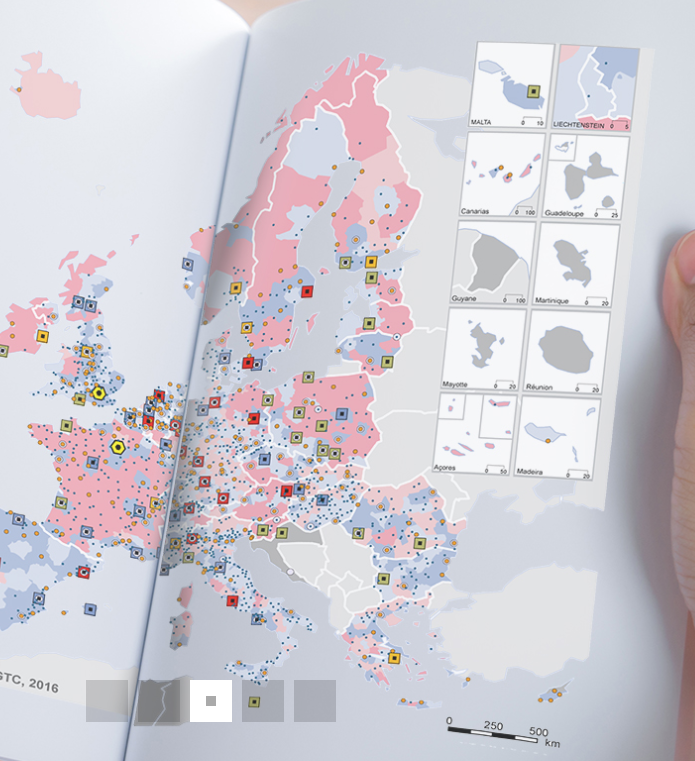 MALTA 0 10
LIECHTENSTEIN 0 5
Canarias 0 100
Guadeloupe 0 25
Guyane 0 100
Martinique 0 20
Mayotte 0 20
Réunion 0 20
Açores 0 50
Madeira 0 20
GTC, 2016
0 250 500
km